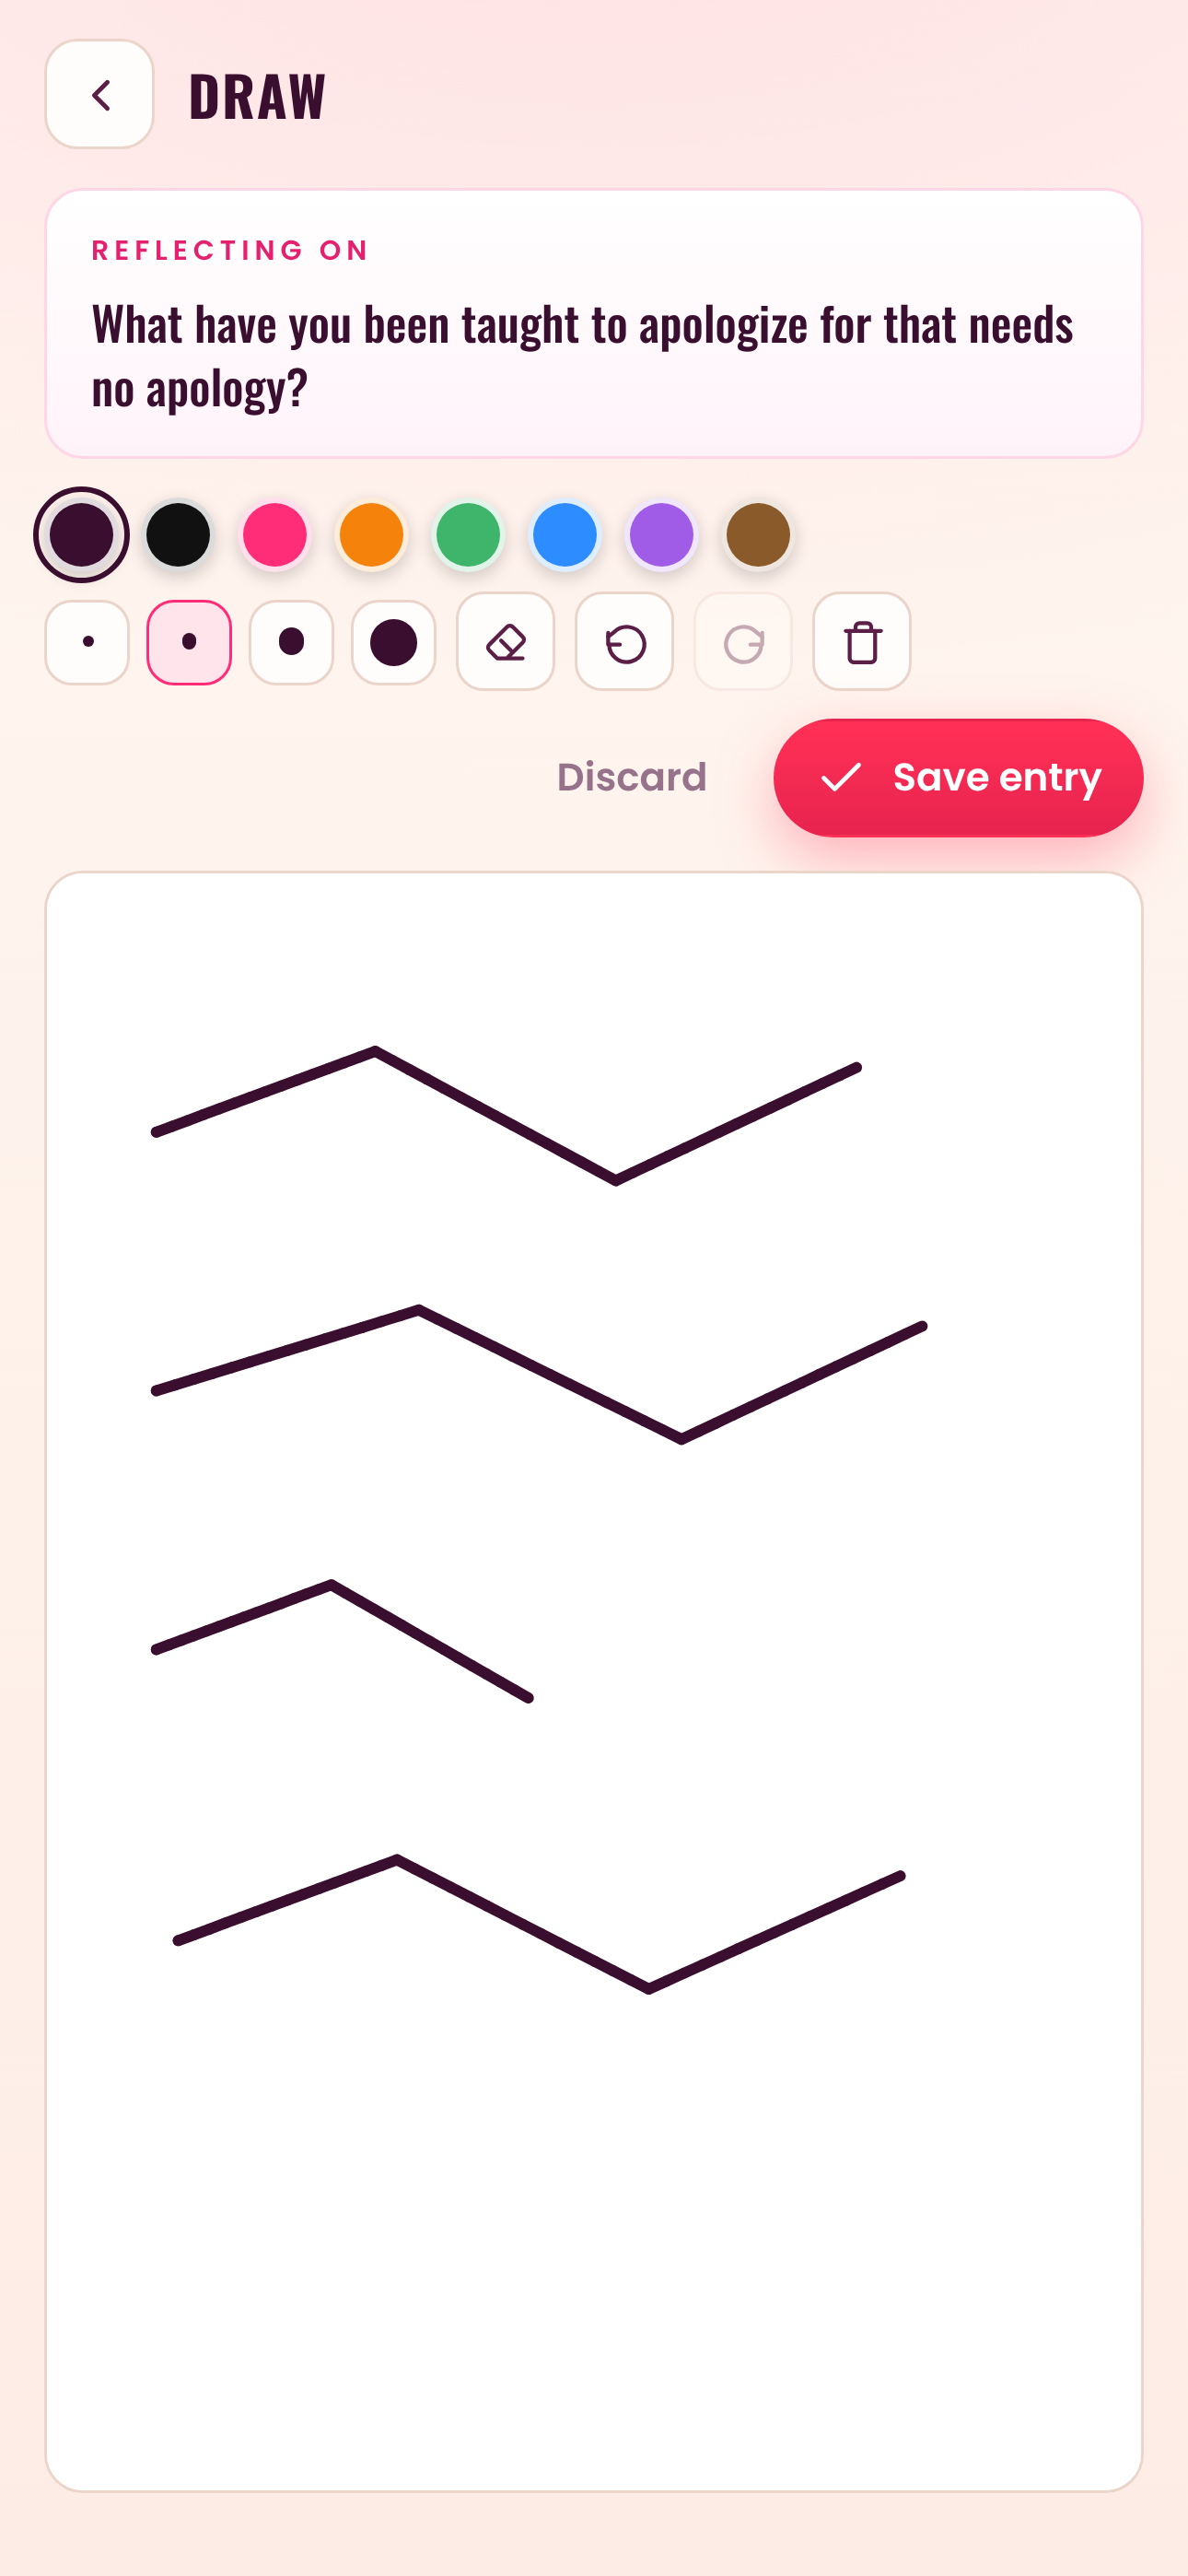 DRAW
REFLECTING ON
What have you been taught to apologize for that needs
no apology?
Discard
Save entry